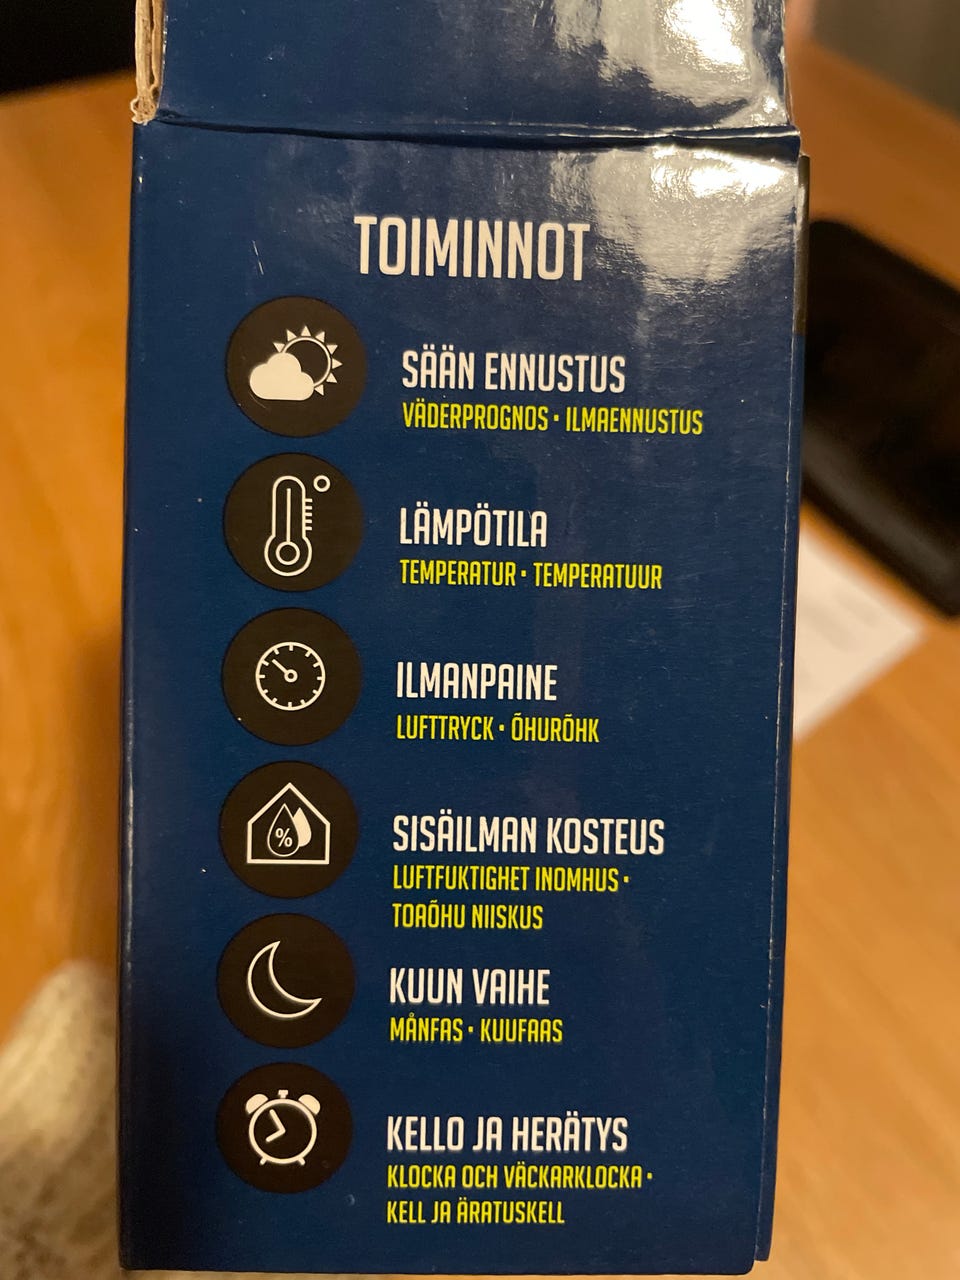 TOIMINNOT
SÄÄN ENNUSTUS
VÄDERPROGNOS · ILMAENNUSTUS
LÄMPÖTILA
TEMPERATUR · TEMPERATUUR
ILMANPAINE
LUFTTRYCK · ÕHURÕHK
%
SISÄILMAN KOSTEUS
LUFTFUKTIGHET INOMHUS ·
TOAÕHU NIISKUS
KUUN VAIHE
MÅNFAS · KUUFAAS
KELLO JA HERÄTYS
KLOCKA OCH VÄCKARKLOCKA ·
KELL JA ÄRATUSKELL